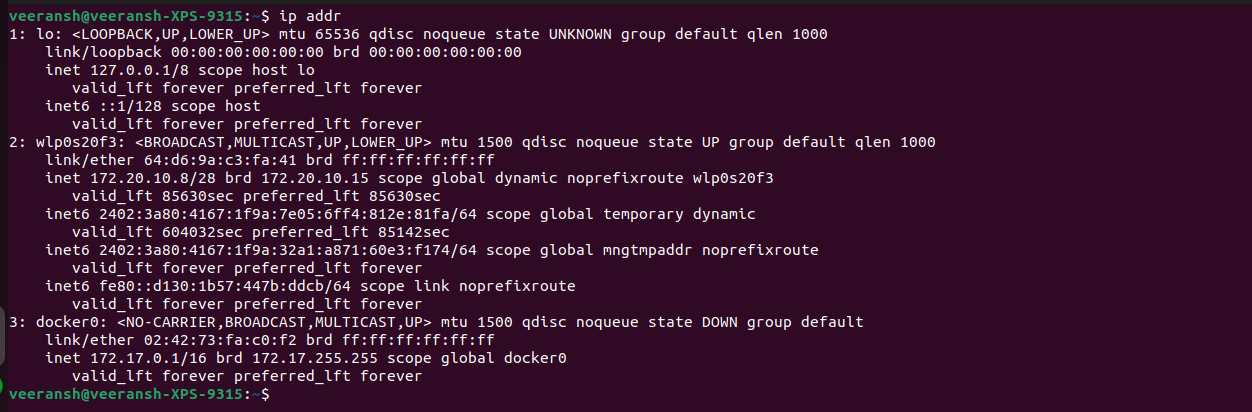 veeransh@veeransh-XPS-9315:~$ ip addr
1: lo: <LOOPBACK,UP,LOWER_UP> mtu 65536 qdisc noqueue state UNKNOWN group default qlen 1000
    link/loopback 00:00:00:00:00:00 brd 00:00:00:00:00:00
    inet 127.0.0.1/8 scope host lo
       valid_lft forever preferred_lft forever
    inet6 ::1/128 scope host
       valid_lft forever preferred_lft forever
2: wlp0s20f3: <BROADCAST,MULTICAST,UP,LOWER_UP> mtu 1500 qdisc noqueue state UP group default qlen 1000
    link/ether 64:d6:9a:c3:fa:41 brd ff:ff:ff:ff:ff:ff
    inet 172.20.10.8/28 brd 172.20.10.15 scope global dynamic noprefixroute wlp0s20f3
       valid_lft 85630sec preferred_lft 85630sec
    inet6 2402:3a80:4167:1f9a:7e05:6ff4:812e:81fa/64 scope global temporary dynamic
       valid_lft 604032sec preferred_lft 85142sec
    inet6 2402:3a80:4167:1f9a:32a1:a871:60e3:f174/64 scope global mngtmpaddr noprefixroute
       valid_lft forever preferred_lft forever
    inet6 fe80::d130:1b57:447b:ddcb/64 scope link noprefixroute
       valid_lft forever preferred_lft forever
3: docker0: <NO-CARRIER,BROADCAST,MULTICAST,UP> mtu 1500 qdisc noqueue state DOWN group default
    link/ether 02:42:73:fa:c0:f2 brd ff:ff:ff:ff:ff:ff
    inet 172.17.0.1/16 brd 172.17.255.255 scope global docker0
       valid_lft forever preferred_lft forever
veeransh@veeransh-XPS-9315:~$